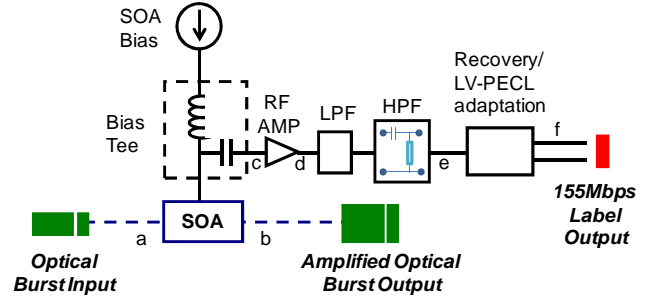 SOA
Bias
Bias
Tee
RF
AMP
LPF
HPF
Recovery/
LV-PECL
adaptation
c
d
e
f
155Mbps
Label
Output
SOA
a
b
Optical
Burst Input
Amplified Optical
Burst Output